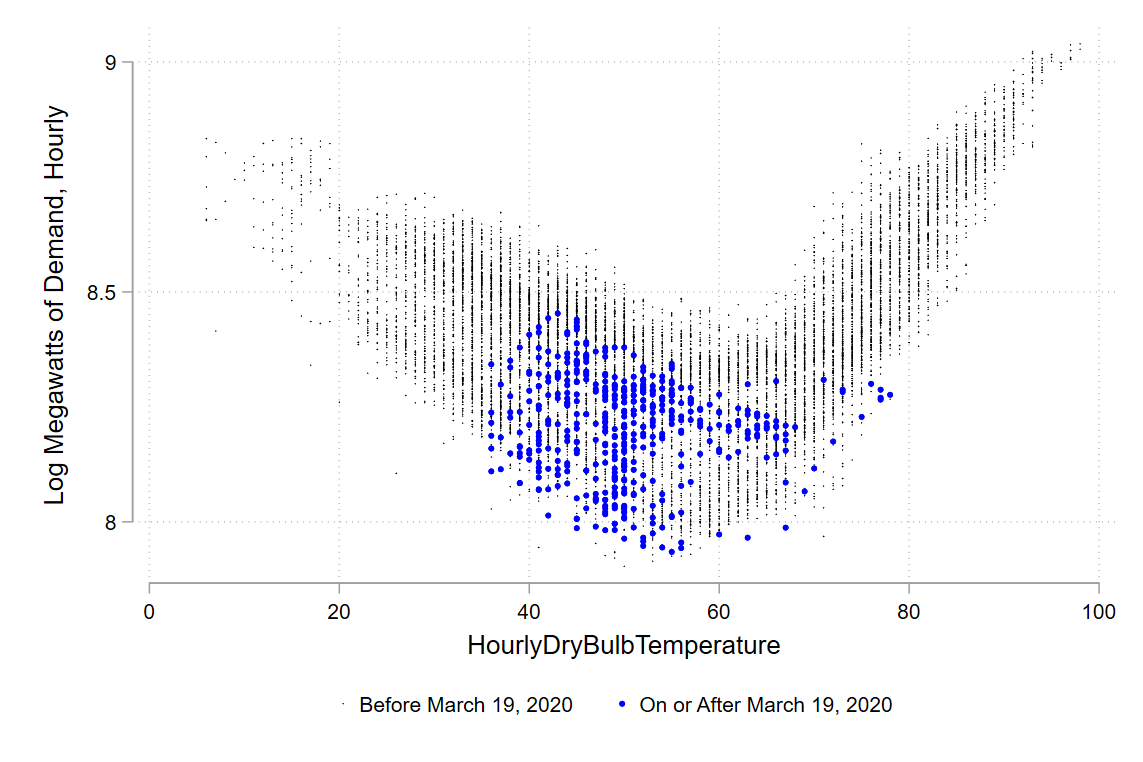 Log Megawatts of Demand, Hourly
9
8.5
8
0 20 40 60 80 100
HourlyDryBulbTemperature
Before March 19, 2020 On or After March 19, 2020